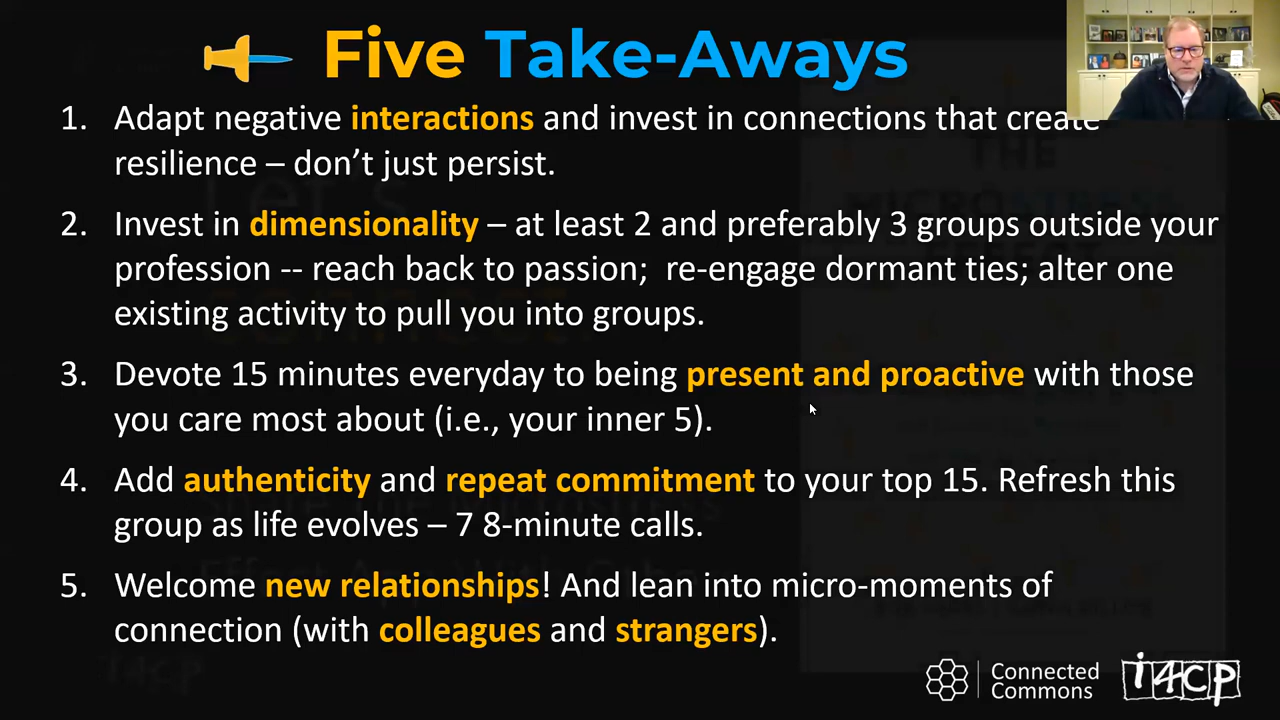 Five Take-Aways
1. Adapt negative interactions and invest in connections that create
resilience – don’t just persist.
2. Invest in dimensionality – at least 2 and preferably 3 groups outside your
profession -- reach back to passion;  re-engage dormant ties; alter one
existing activity to pull you into groups.
3. Devote 15 minutes everyday to being present and proactive with those
you care most about (i.e., your inner 5).
4. Add authenticity and repeat commitment to your top 15. Refresh this
group as life evolves – 7 8-minute calls.
5. Welcome new relationships! And lean into micro-moments of
connection (with colleagues and strangers).
Connected
Commons
i4cp